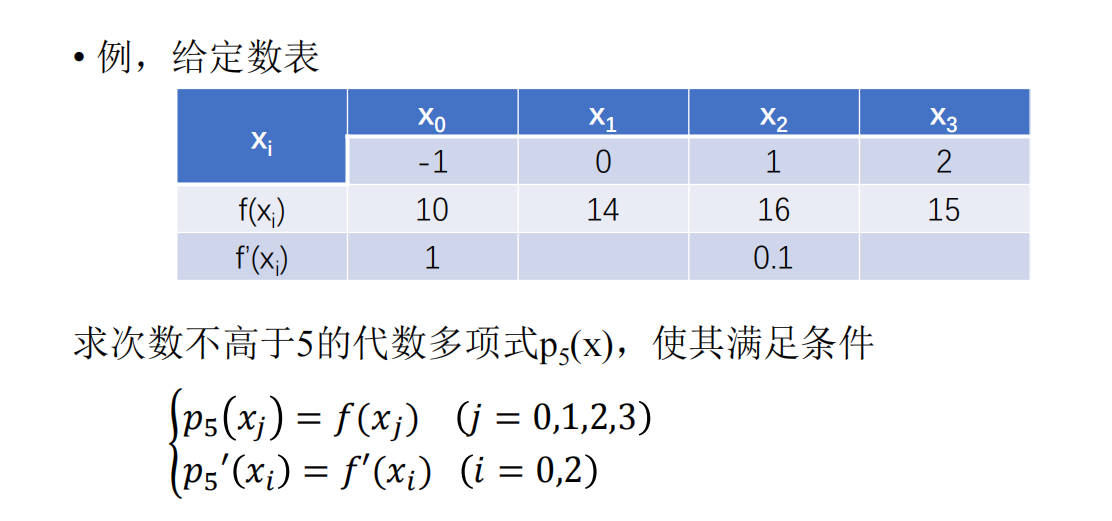 • 例，给定数表
xᵢ x₀ x₁ x₂ x₃
-1 0 1 2
f(xᵢ) 10 14 16 15
f’(xᵢ) 1 0.1
求次数不高于5的代数多项式p₅(x)，使其满足条件
{p₅(xⱼ) = f(xⱼ) (j = 0,1,2,3)
p₅′(xᵢ) = f′(xᵢ) (i = 0,2)